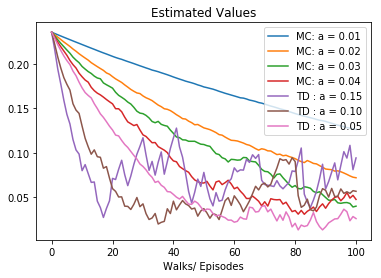 Estimated Values
MC: a = 0.01
MC: a = 0.02
MC: a = 0.03
MC: a = 0.04
TD : a = 0.15
TD : a = 0.10
TD : a = 0.05
0.20
0.15
0.10
0.05
0 20 40 60 80 100
Walks/ Episodes